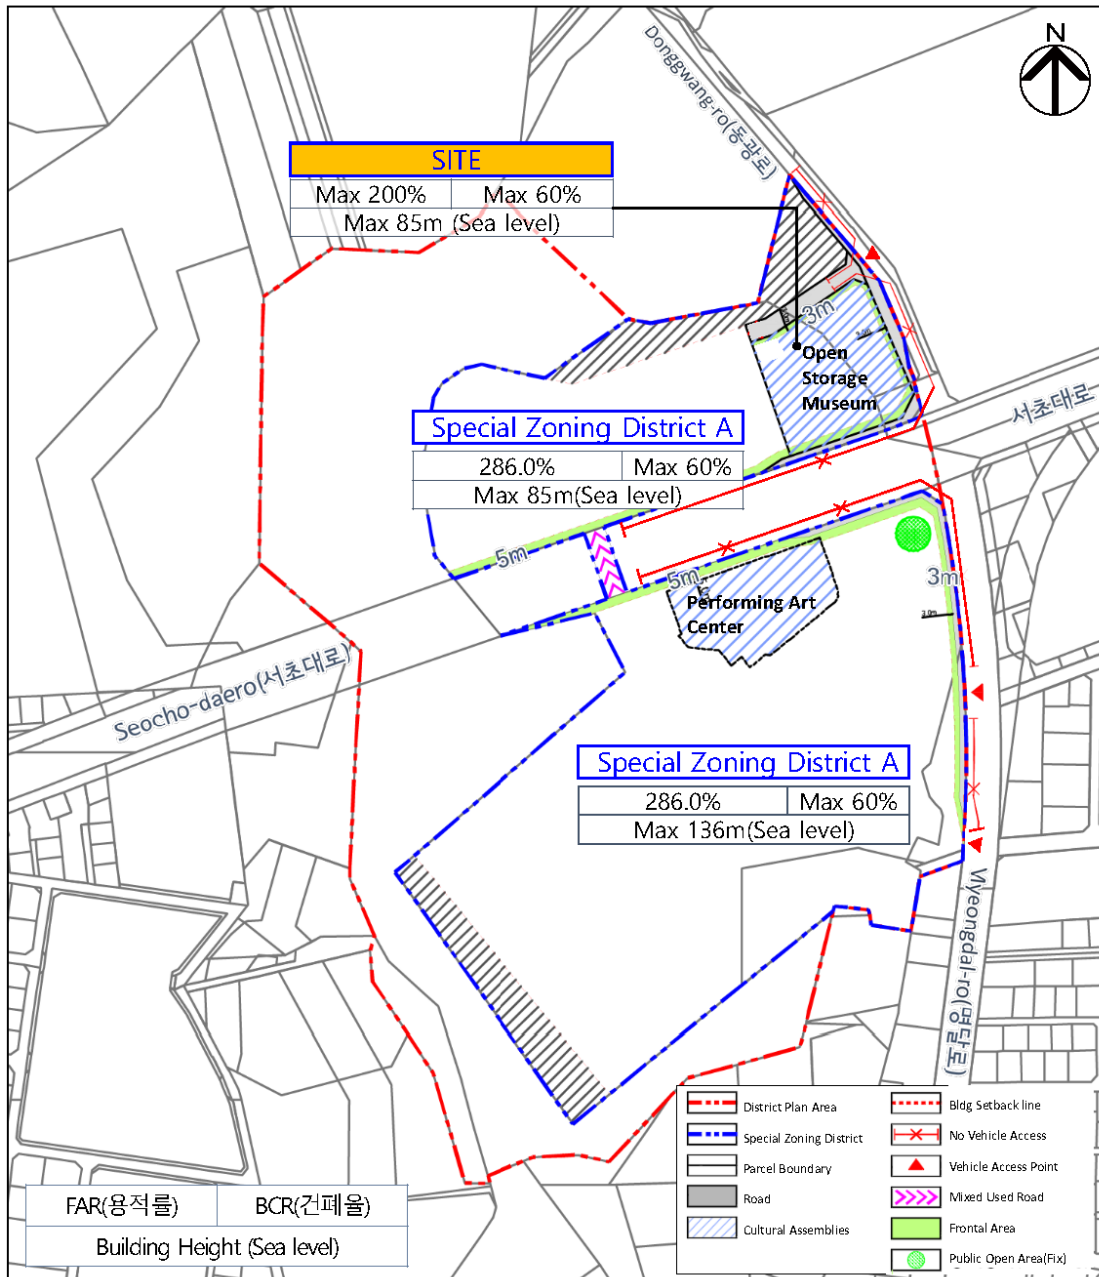 N
Donggwang-ro(동광로)
SITE
Max 200% Max 60%
Max 85m (Sea level)
3m
Open
Storage
Museum
서초대로
Special Zoning District A
286.0% Max 60%
Max 85m(Sea level)
5m
5m
3m
Performing Art
Center
Seocho-daero(서초대로)
Special Zoning District A
286.0% Max 60%
Max 136m(Sea level)
Myeongdal-ro(명달로)
FAR(용적률) BCR(건폐율)
Building Height (Sea level)
District Plan Area
Special Zoning District
Parcel Boundary
Road
Cultural Assemblies
Bldg Setback line
No Vehicle Access
Vehicle Access Point
Mixed Used Road
Frontal Area
Public Open Area(Fix)